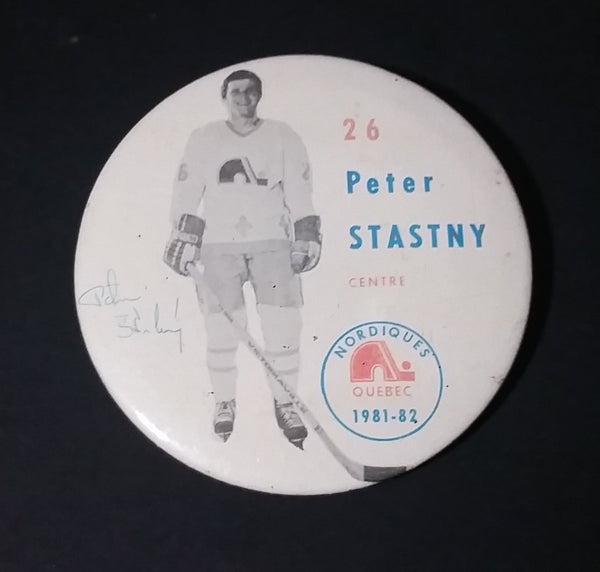 26
Peter
STASTNY
CENTRE
NORDIQUES
QUEBEC
1981-82